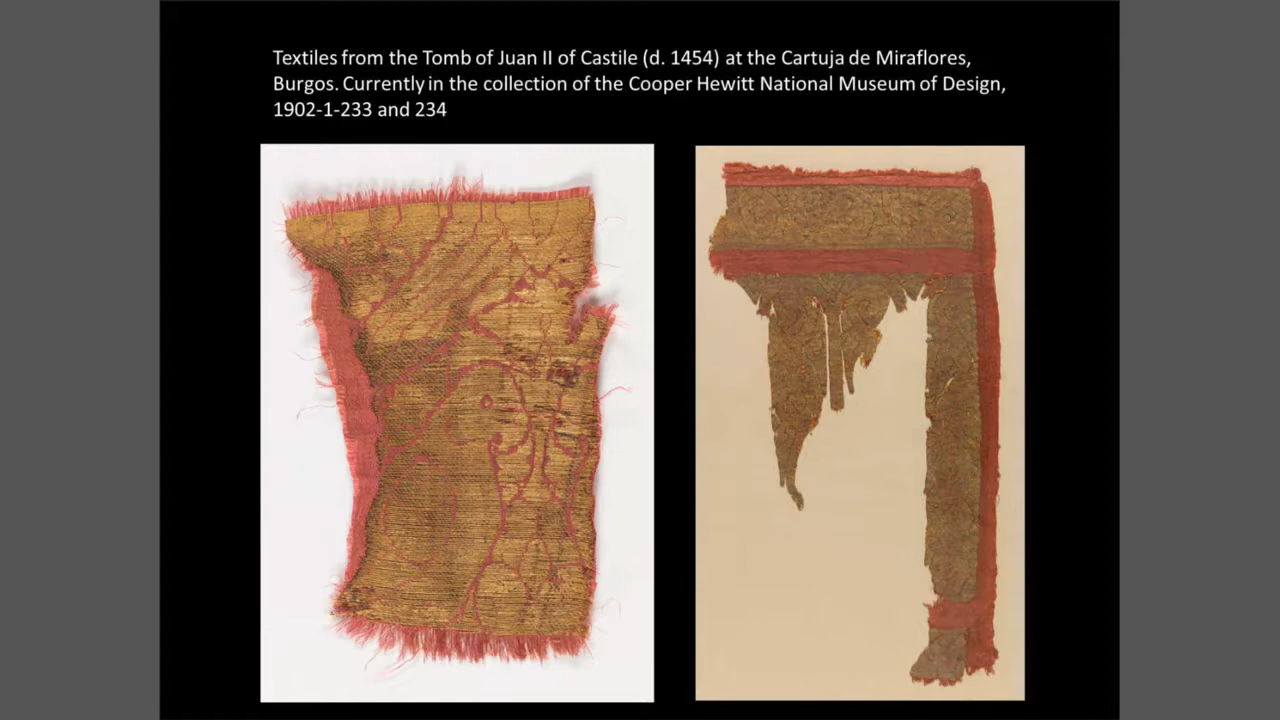 Textiles from the Tomb of Juan II of Castile (d. 1454) at the Cartuja de Miraflores,
Burgos. Currently in the collection of the Cooper Hewitt National Museum of Design,
1902-1-233 and 234